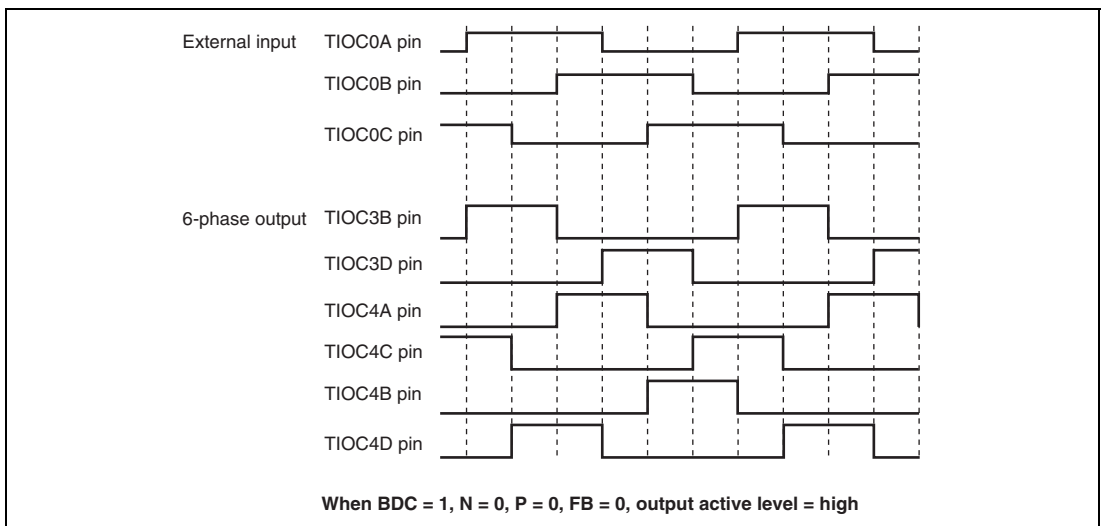 External input TIOC0A pin
TIOC0B pin
TIOC0C pin
6-phase output TIOC3B pin
TIOC3D pin
TIOC4A pin
TIOC4C pin
TIOC4B pin
TIOC4D pin
When BDC = 1, N = 0, P = 0, FB = 0, output active level = high